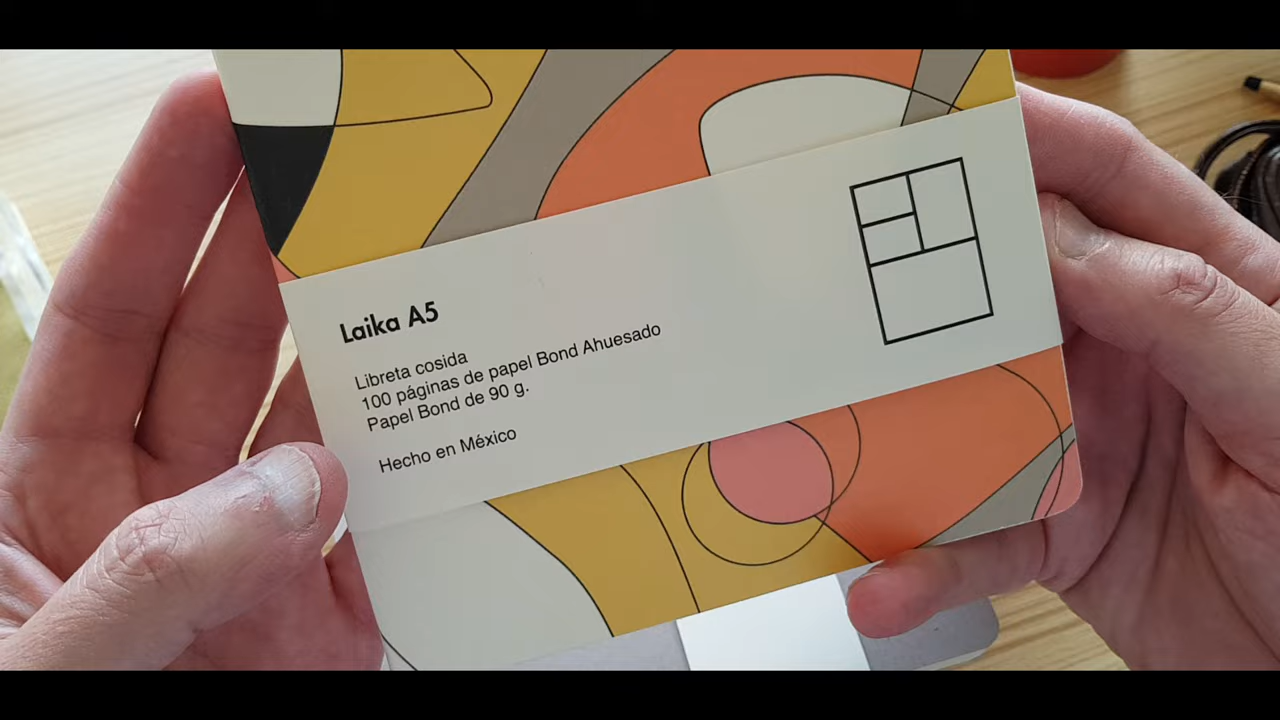 Laika A5
Libreta cosida
100 páginas de papel Bond Ahuesado
Papel Bond de 90 g.
Hecho en México